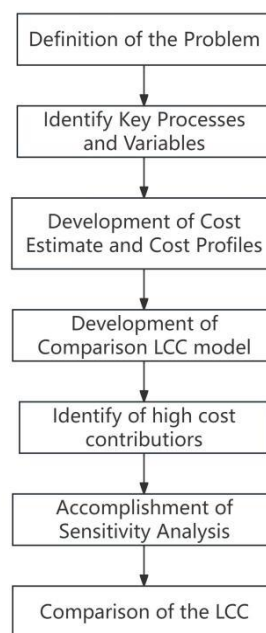 Definition of the Problem
Identify Key Processes
and Variables
Development of Cost
Estimate and Cost Profiles
Development of
Comparison LCC model
Identify of high cost
contributiors
Accomplishment of
Sensitivity Analysis
Comparison of the LCC